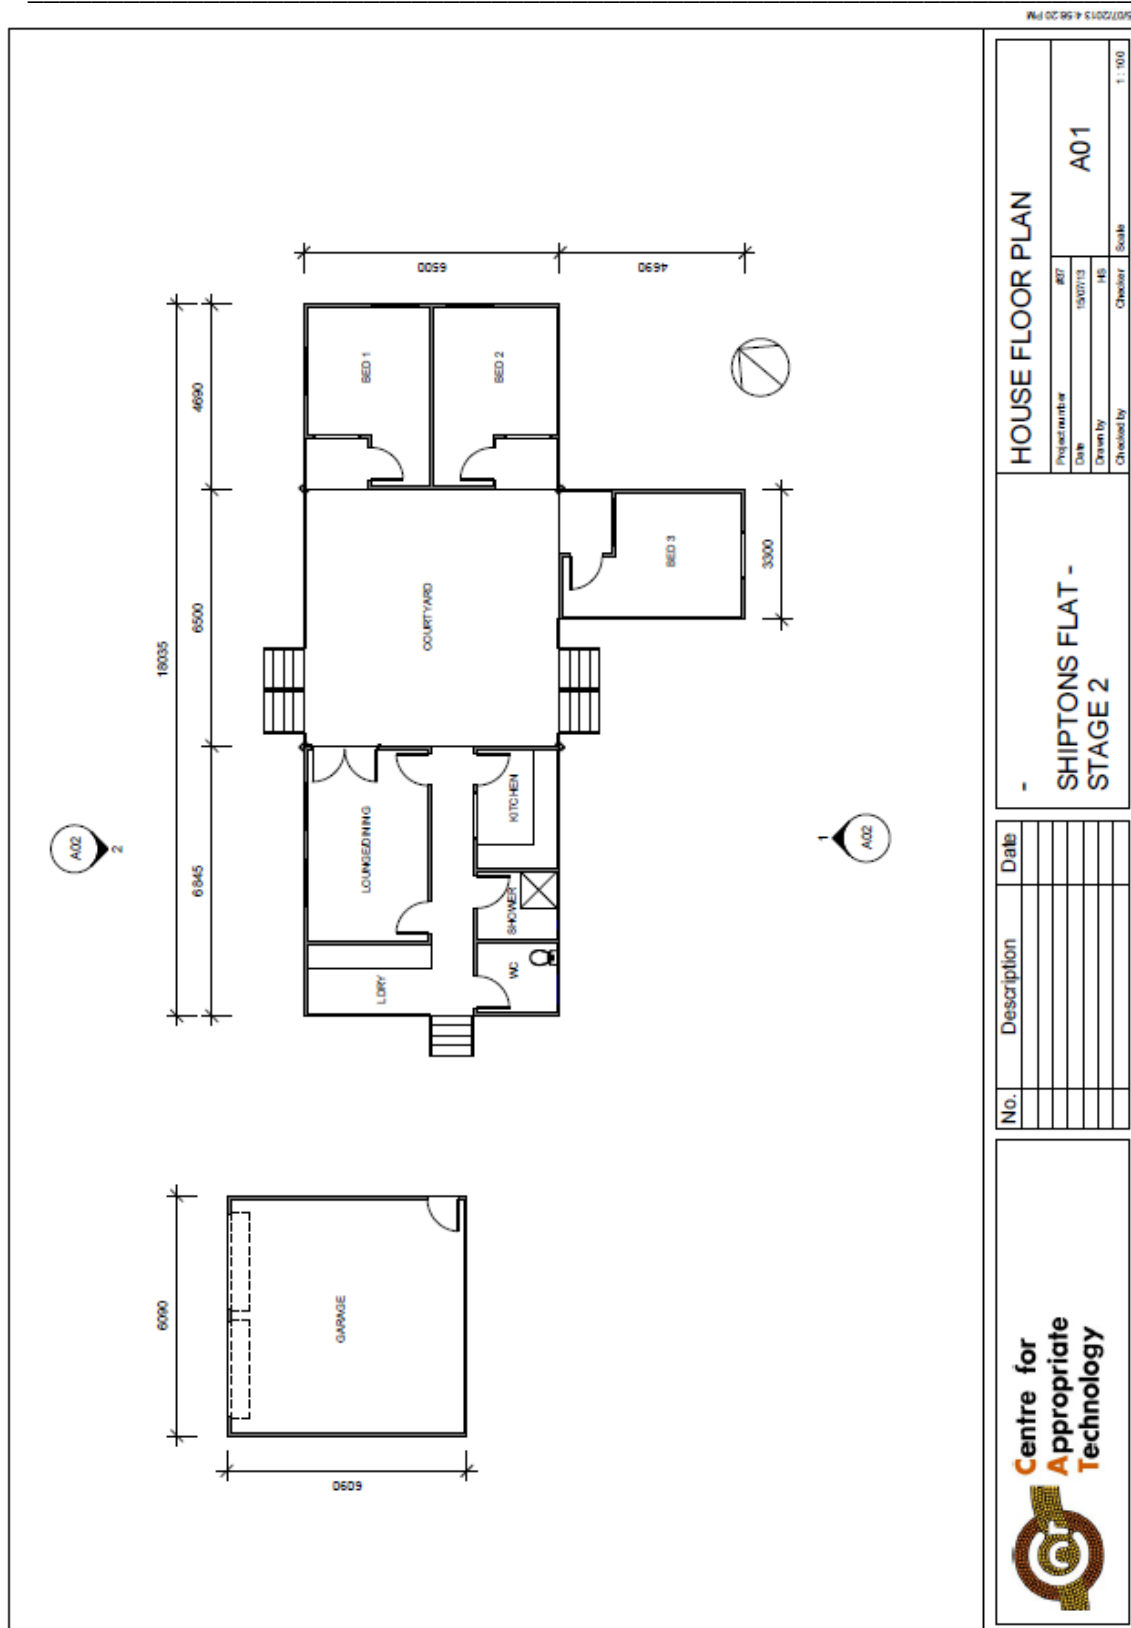 5/07/2013 4:58:20 PM
18035
4690
6500
6845
6500
4690
3300
BED 1
BED 2
BED 3
COURTYARD
LOUNGE/DINING
KITCHEN
SHOWER
WC
LDRY
A02
2
1
A02
6090
6090
GARAGE
HOUSE FLOOR PLAN
Project number #37
Date 15/07/13
Drawn by HS
Checked by Checker
A01
Scale 1 : 100
-
SHIPTONS FLAT -
STAGE 2
No. Description Date
Centre for
Appropriate
Technology